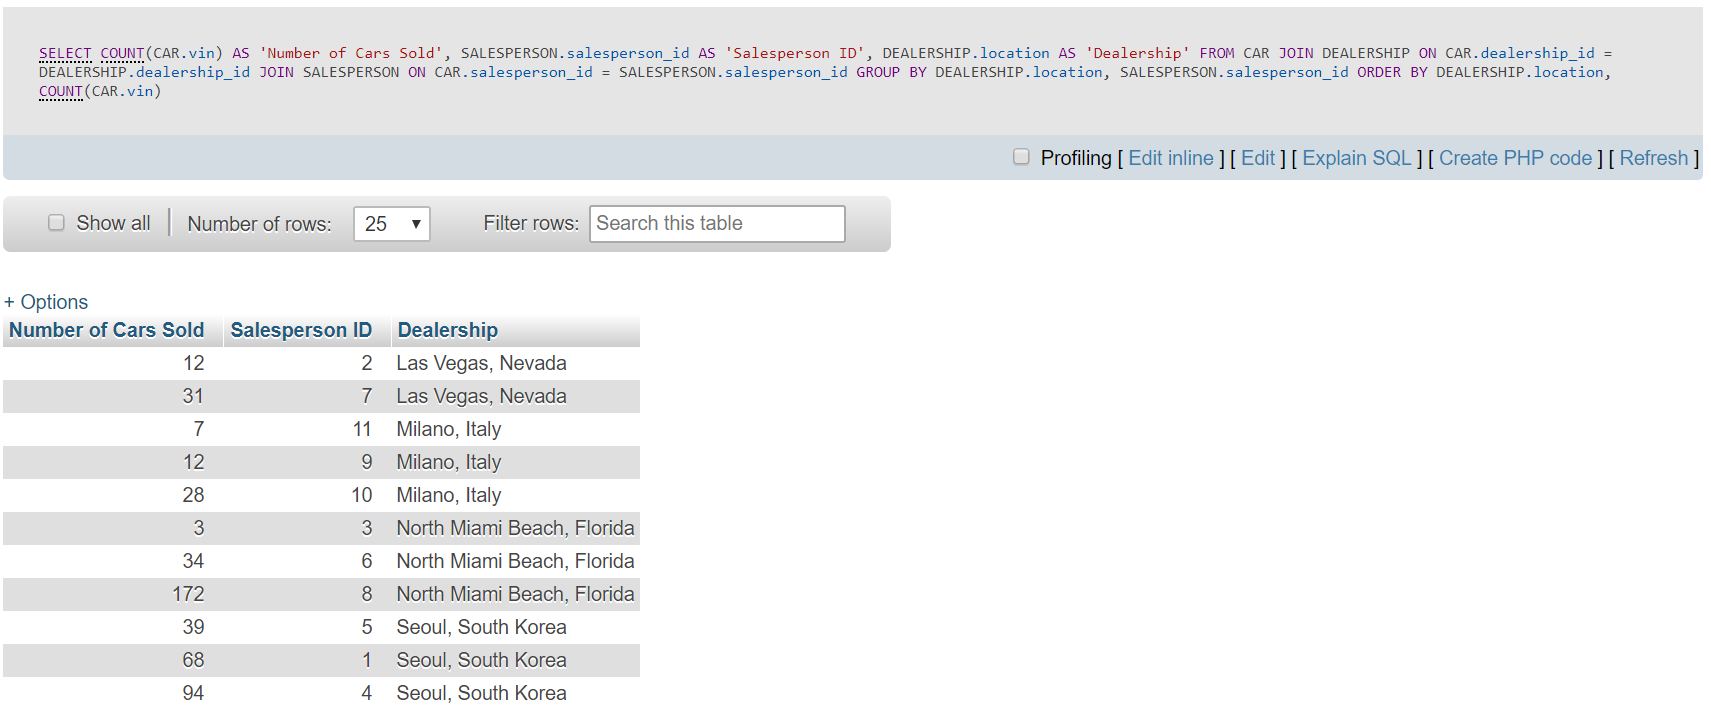 SELECT COUNT(CAR.vin) AS 'Number of Cars Sold', SALESPERSON.salesperson_id AS 'Salesperson ID', DEALERSHIP.location AS 'Dealership' FROM CAR JOIN DEALERSHIP ON CAR.dealership_id =
DEALERSHIP.dealership_id JOIN SALESPERSON ON CAR.salesperson_id = SALESPERSON.salesperson_id GROUP BY DEALERSHIP.location, SALESPERSON.salesperson_id ORDER BY DEALERSHIP.location,
COUNT(CAR.vin)
Profiling [ Edit inline ] [ Edit ] [ Explain SQL ] [ Create PHP code ] [ Refresh ]
Show all | Number of rows: 25 Filter rows: Search this table
+ Options
Number of Cars Sold Salesperson ID Dealership
12 2 Las Vegas, Nevada
31 7 Las Vegas, Nevada
7 11 Milano, Italy
12 9 Milano, Italy
28 10 Milano, Italy
3 3 North Miami Beach, Florida
34 6 North Miami Beach, Florida
172 8 North Miami Beach, Florida
39 5 Seoul, South Korea
68 1 Seoul, South Korea
94 4 Seoul, South Korea